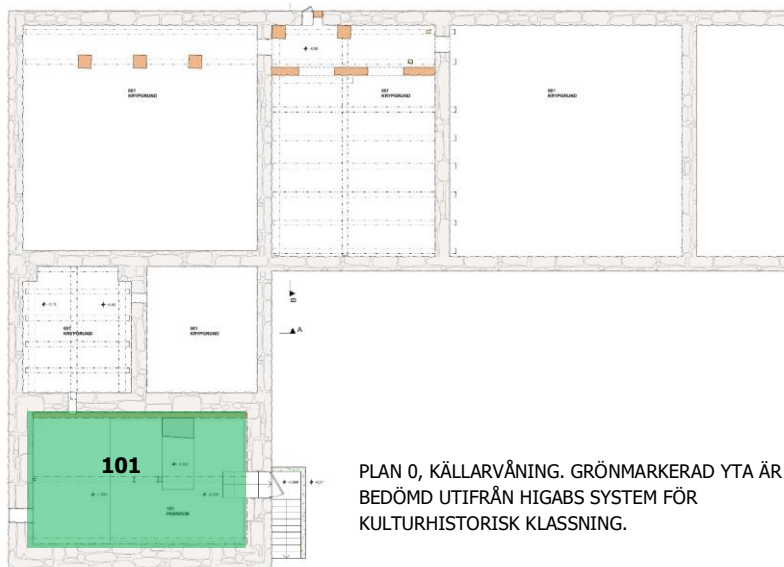 001
KRYPGRUND
001
KRYPGRUND
001
KRYPGRUND
B
A
001
KRYPGRUND
001
KRYPGRUND
101
101
PLAN 0, KÄLLARVÅNING. GRÖNMARKERAD YTA ÄR
BEDÖMD UTIFRÅN HIGABS SYSTEM FÖR
KULTURHISTORISK KLASSNING.